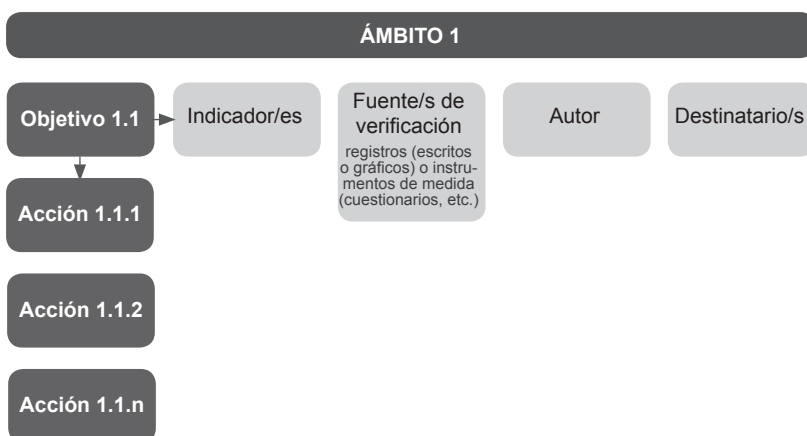 ÁMBITO 1
Objetivo 1.1
Indicador/es
Fuente/s de
verificación
registros (escritos
o gráficos) o instru-
mentos de medida
(cuestionarios, etc.)
Autor
Destinatario/s
Acción 1.1.1
Acción 1.1.2
Acción 1.1.n